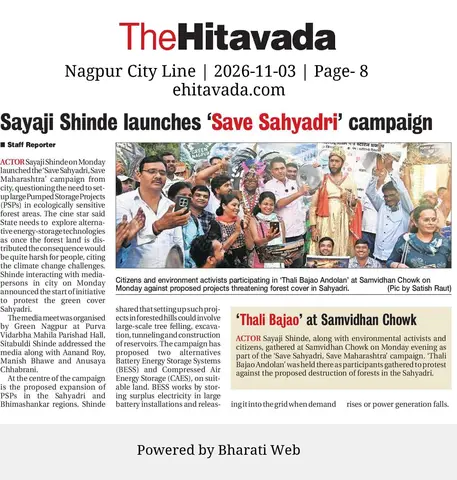 TheHitavada
Nagpur City Line | 2026-11-03 | Page- 8
ehitavada.com
Sayaji Shinde launches ‘Save Sahyadri’ campaign
■ Staff Reporter
ACTOR Sayaji Shinde on Monday
launched the ‘Save Sahyadri, Save
Maharashtra’ campaign from
city, questioning the need to set-
up large Pumped Storage Projects
(PSPs) in ecologically sensitive
forest areas. The cine star said
State needs to explore alterna-
tive energy-storage technologies
as once the forest land is dis-
tributed the consequence would
be quite harsh for people, citing
the climate change challenges.
Shinde interacting with media-
persons in city on Monday
announced the start of initiative
to protest the green cover
Sahyadri.
The media meet was organised
by Green Nagpur at Purva
Vidarbha Mahila Parishad Hall,
Sitabuldi Shinde addressed the
media along with Aanand Roy,
Manish Bhawe and Anusaya
Chhabrani.
At the centre of the campaign
is the proposed expansion of
PSPs in the Sahyadri and
Bhimashankar regions. Shinde
Citizens and environment activists participating in ‘Thali Bajao Andolan’ at Samvidhan Chowk on
Monday against proposed projects threatening forest cover in Sahyadri. (Pic by Satish Raut)
shared that setting up such proj-
ects in forested hills could involve
large-scale tree felling, excava-
tion, tunneling and construction
of reservoirs. The campaign has
proposed two alternatives
Battery Energy Storage Systems
(BESS) and Compressed Air
Energy Storage (CAES), on suit-
able land. BESS works by stor-
ing surplus electricity in large
battery installations and releas-
ing it into the grid when demand
rises or power generation falls.
‘Thali Bajao’ at Samvidhan Chowk
ACTOR Sayaji Shinde, along with environmental activists and
citizens, gathered at Samvidhan Chowk on Monday evening as
part of the ‘Save Sahyadri, Save Maharashtra’ campaign. ‘Thali
Bajao Andolan’ was held there as participants gathered to protest
against the proposed destruction of forests in the Sahyadri.
Powered by Bharati Web